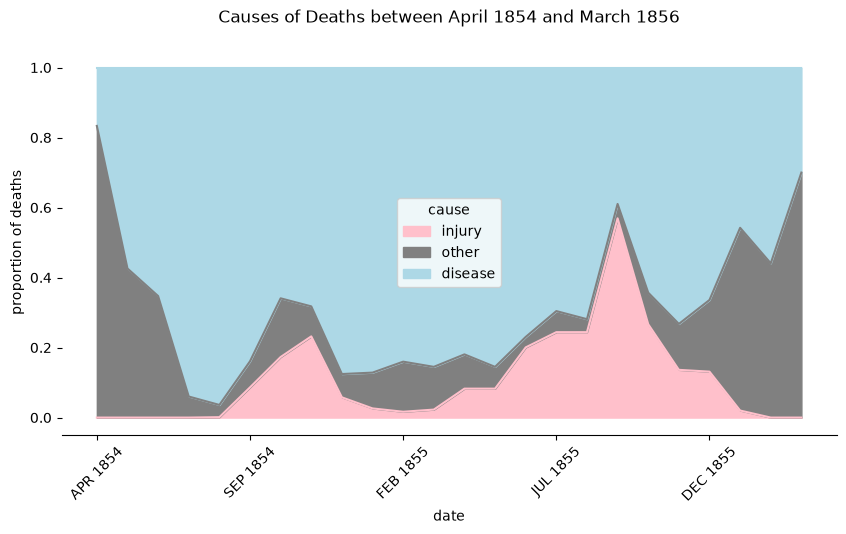 Causes of Deaths between April 1854 and March 1856
1.0
0.8
0.6
0.4
0.2
0.0
proportion of deaths
cause
injury
other
disease
APR 1854
SEP 1854
FEB 1855
JUL 1855
DEC 1855
date